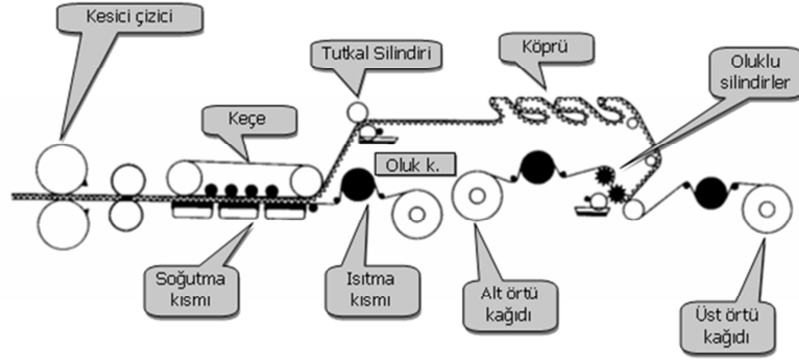 Kesici çizici
Tutkal Silindiri
Köprü
Oluklu
silindirler
Keçe
Oluk k.
Soğutma
kısmı
Isıtma
kısmı
Alt örtü
kağıdı
Üst örtü
kağıdı